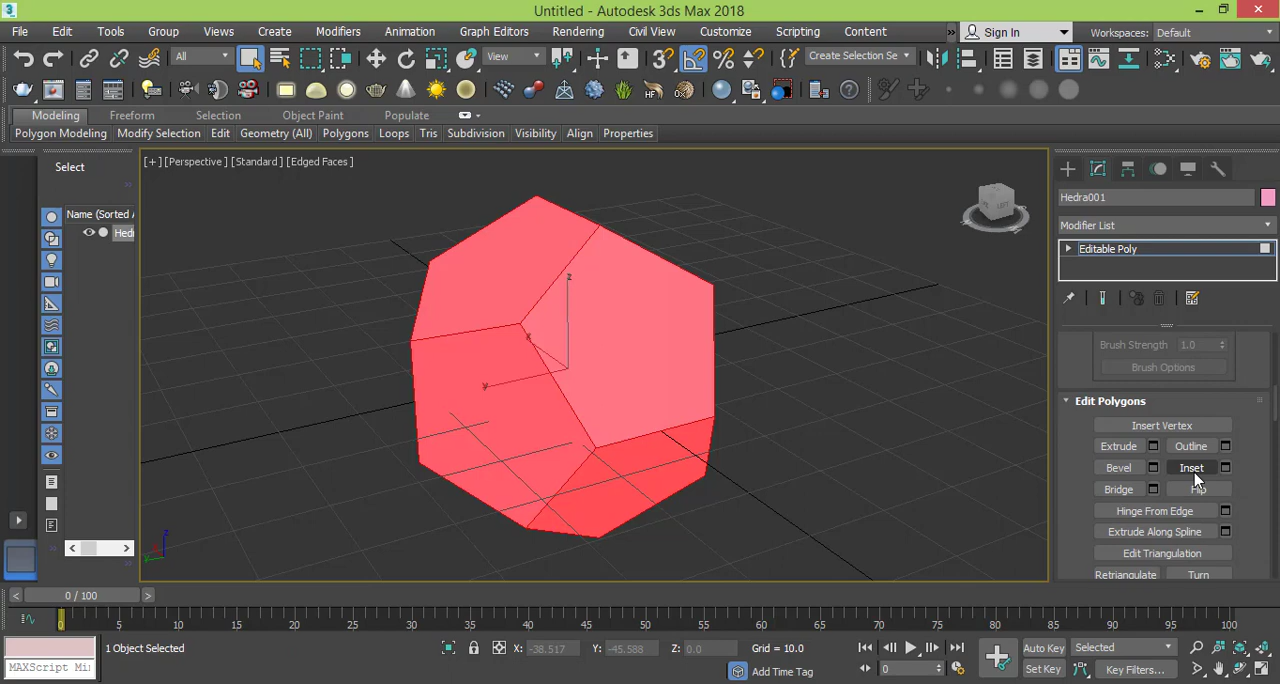 3
Untitled - Autodesk 3ds Max 2018
File Edit Tools Group Views Create Modifiers Animation Graph Editors Rendering Civil View Customize Scripting Content » Sign In Workspaces: Default
All View 3 % Create Selection Se
HF
Modeling Freeform Selection Object Paint Populate
Polygon Modeling Modify Selection Edit Geometry (All) Polygons Loops Tris Subdivision Visibility Align Properties
Select
[+] [Perspective] [Standard] [Edged Faces]
Name (Sorted A
Hed
LEFT
z
x
y
z
Hedra001
Modifier List
Editable Poly
Brush Strength 1.0
Brush Options
Edit Polygons
Insert Vertex
Extrude Outline
Bevel Inset
Bridge Flip
Hinge From Edge
Extrude Along Spline
Edit Triangulation
Retriangulate Turn
< 0 / 100 >
0 5 10 15 20 25 30 35 40 45 50 55 60 65 70 75 80 85 90 95 100
1 Object Selected X: -38.517 Y: -45.588 Z: 0.0 Grid = 10.0 Auto Key Selected
MAXScript Mi Add Time Tag 0 Set Key Key Filters...